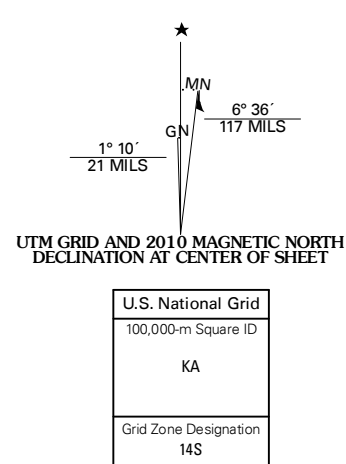 MN
6° 36´
117 MILS
GN
1° 10´
21 MILS
UTM GRID AND 2010 MAGNETIC NORTH
DECLINATION AT CENTER OF SHEET
U.S. National Grid
100,000-m Square ID
KA
Grid Zone Designation
14S